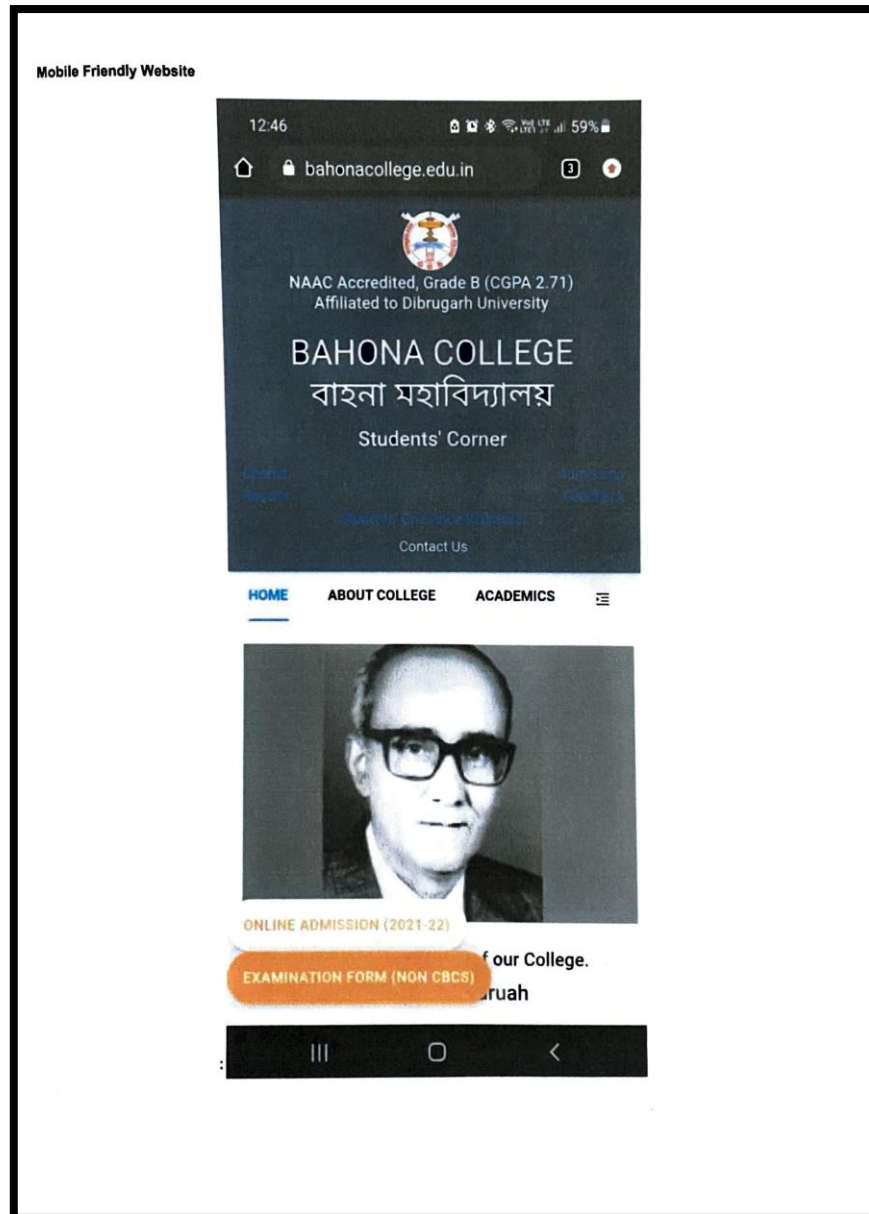 Mobile Friendly Website
12:46
59%
bahonacollege.edu.in
3
NAAC Accredited, Grade B (CGPA 2.71)
Affiliated to Dibrugarh University
BAHONA COLLEGE
বাহনা মহাবিদ্যালয়
Students' Corner
Contact Us
HOME ABOUT COLLEGE ACADEMICS
ONLINE ADMISSION (2021-22)
of our College.
EXAMINATION FORM (NON CBCS)
aruah